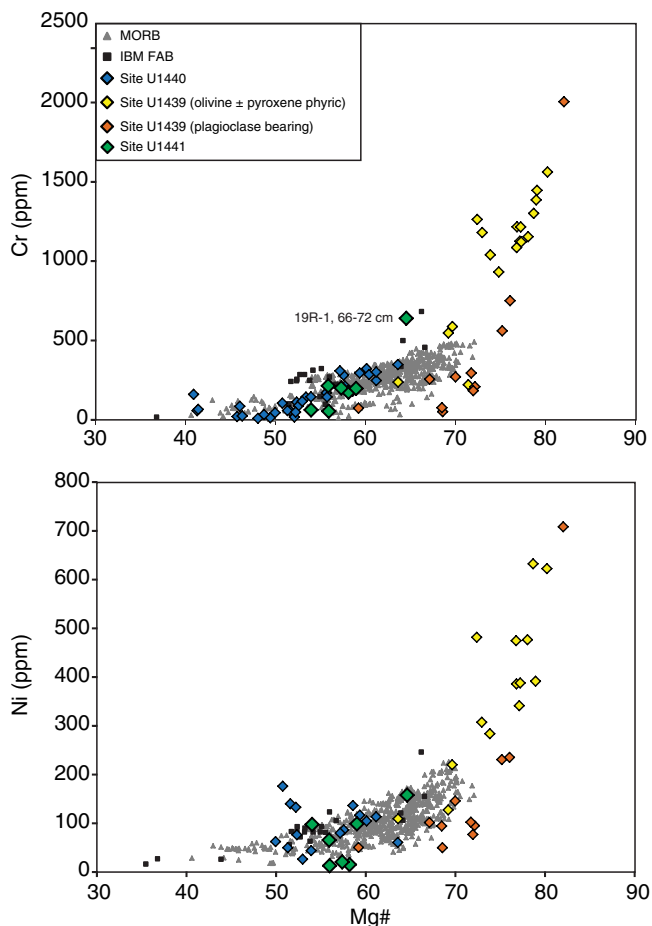 2500
2000
1500
1000
500
0
Cr (ppm)
MORB
IBM FAB
Site U1440
Site U1439 (olivine ± pyroxene phyric)
Site U1439 (plagioclase bearing)
Site U1441
19R-1, 66-72 cm
30 40 50 60 70 80 90
800
700
600
500
400
300
200
100
0
Ni (ppm)
30 40 50 60 70 80 90
Mg#